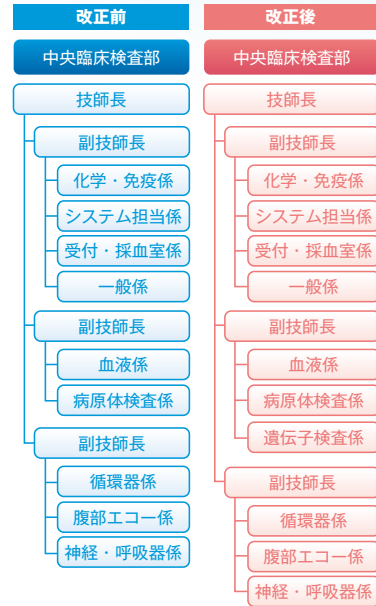 改正前
中央臨床検査部
技師長
副技師長
化学・免疫係
システム担当係
受付・採血室係
一般係
副技師長
血液係
病原体検査係
副技師長
循環器係
腹部エコー係
神経・呼吸器係
改正後
中央臨床検査部
技師長
副技師長
化学・免疫係
システム担当係
受付・採血室係
一般係
副技師長
血液係
病原体検査係
遺伝子検査係
副技師長
循環器係
腹部エコー係
神経・呼吸器係